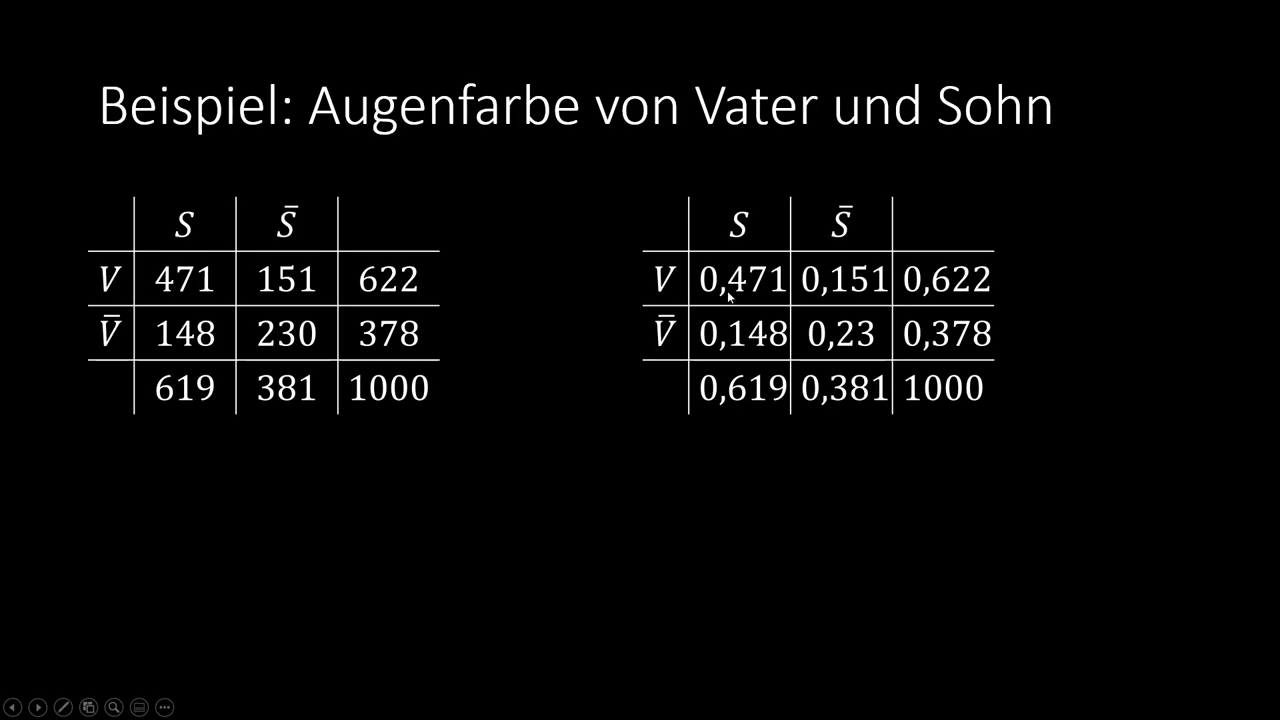 Beispiel: Augenfarbe von Vater und Sohn
S S̄
V 471 151 622
V̄ 148 230 378
619 381 1000
S S̄
V 0,471 0,151 0,622
V̄ 0,148 0,23 0,378
0,619 0,381 1000